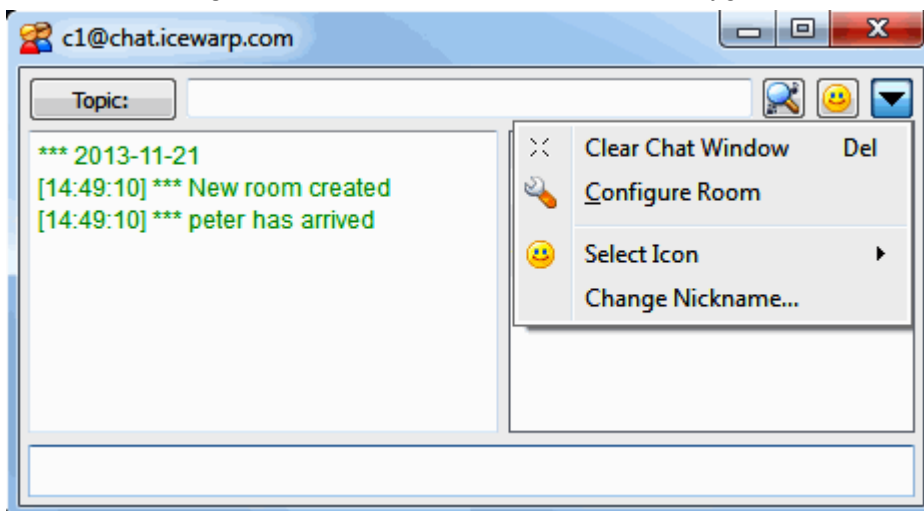 c1@chat.icewarp.com
Topic:
*** 2013-11-21
[14:49:10] *** New room created
[14:49:10] *** peter has arrived
Clear Chat Window Del
Configure Room
Select Icon
Change Nickname...